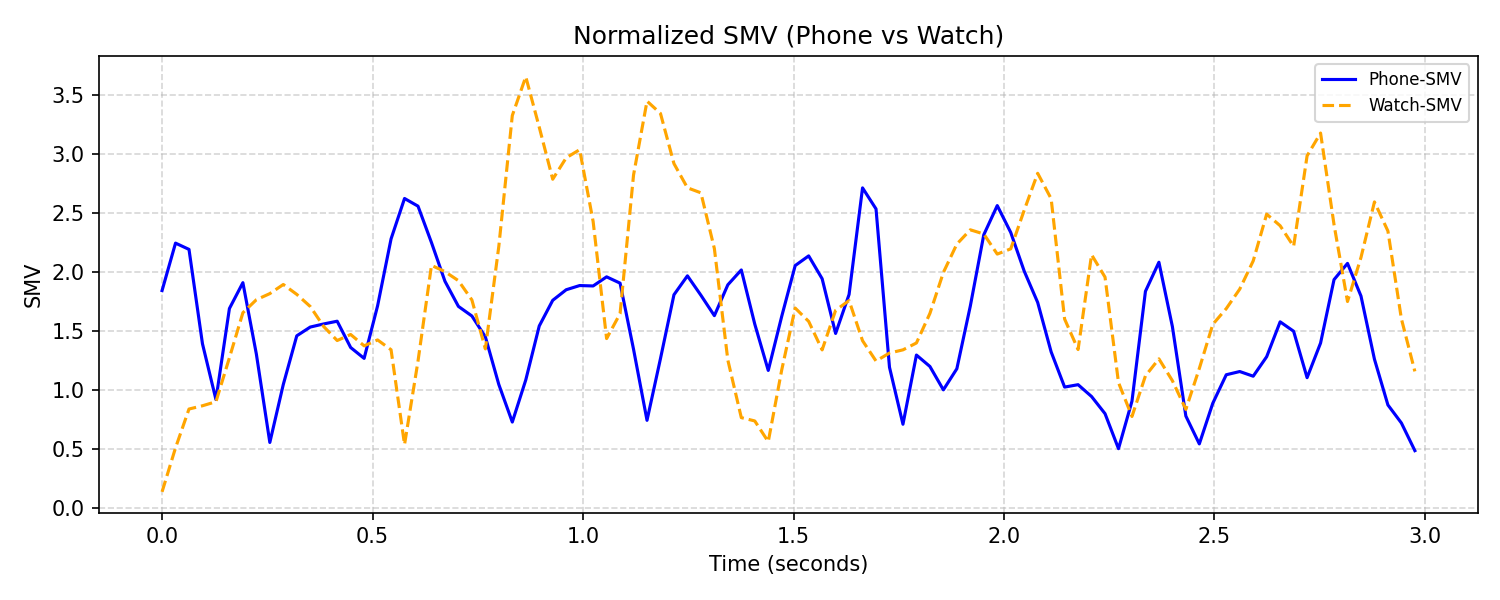 Normalized SMV (Phone vs Watch)
Phone-SMV
Watch-SMV
SMV
3.5
3.0
2.5
2.0
1.5
1.0
0.5
0.0
0.0 0.5 1.0 1.5 2.0 2.5 3.0
Time (seconds)